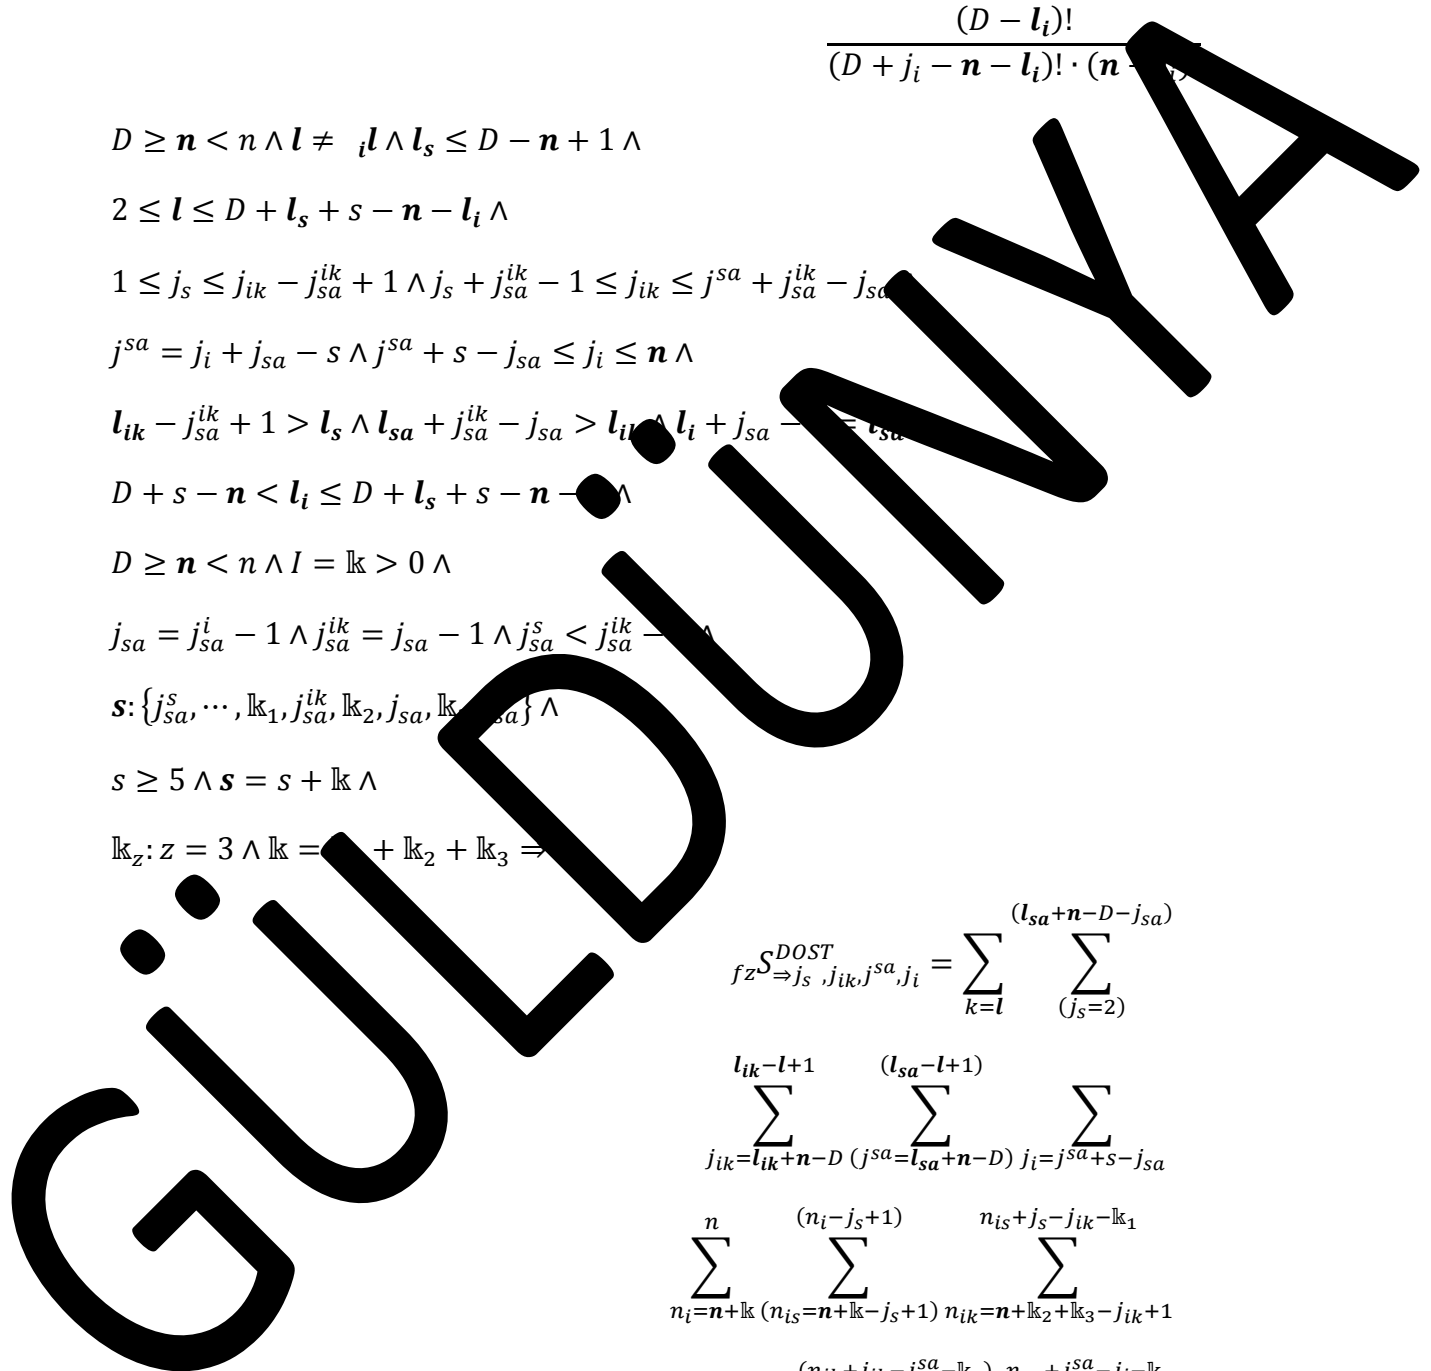 (D − l_i)!
(D + j_i − n − l_i)! · (n −
D ≥ n < n ∧ l ≠ _il ∧ l_s ≤ D − n + 1 ∧
2 ≤ l ≤ D + l_s + s − n − l_i ∧
1 ≤ j_s ≤ j_ik − j_sa^ik + 1 ∧ j_s + j_sa^ik − 1 ≤ j_ik ≤ j^sa + j_sa^ik − j_sa
j^sa = j_i + j_sa − s ∧ j^sa + s − j_sa ≤ j_i ≤ n ∧
l_ik − j_sa^ik + 1 > l_s ∧ l_sa + j_sa^ik − j_sa > l_ik ∧ l_i + j_sa − = l_sa
D + s − n < l_i ≤ D + l_s + s − n − ∧
D ≥ n < n ∧ I = 𝕜 > 0 ∧
j_sa = j_sa^i − 1 ∧ j_sa^ik = j_sa − 1 ∧ j_sa^s < j_sa^ik − ∧
s: {j_sa^s, ⋯ , 𝕜_1, j_sa^ik, 𝕜_2, j_sa, 𝕜 } ∧
s ≥ 5 ∧ s = s + 𝕜 ∧
𝕜_z: z = 3 ∧ 𝕜 = + 𝕜_2 + 𝕜_3 ⇒
(l_sa+n−D−j_sa)
_fzS_⇒j_s ,j_ik,j^sa,j_i^DOST = ∑ ∑
k=l (j_s=2)
l_ik−l+1 (l_sa−l+1)
∑ ∑ ∑
j_ik=l_ik+n−D (j^sa=l_sa+n−D) j_i=j^sa+s−j_sa
n (n_i−j_s+1) n_is+j_s−j_ik−𝕜_1
∑ ∑ ∑
n_i=n+𝕜 (n_is=n+𝕜−j_s+1) n_ik=n+𝕜_2+𝕜_3−j_ik+1
GÜLDÜNYA